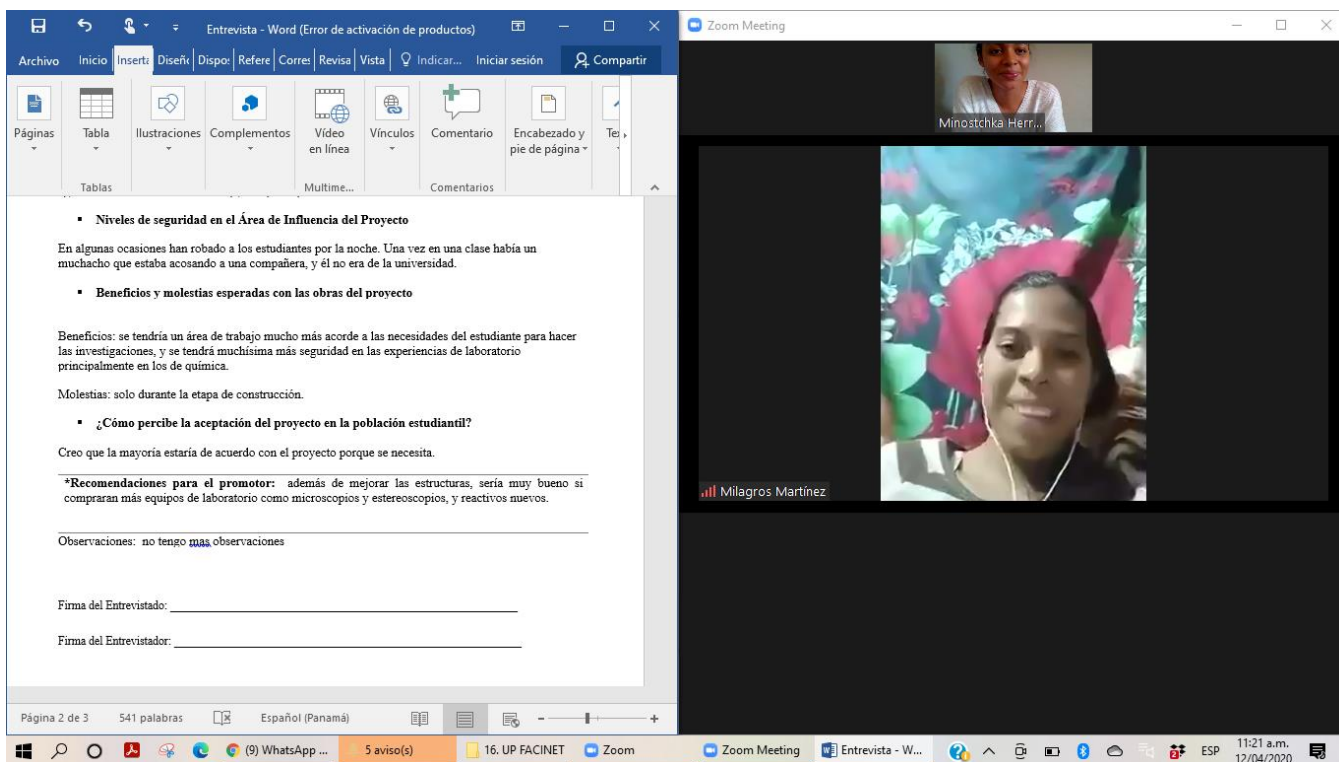 Entrevista - Word (Error de activación de productos)
Archivo Inicio Inserta Diseñ Dispo Refere Corres Revisa Vista Indicar... Iniciar sesión Compartir
Páginas Tabla Ilustraciones Complementos Vídeo en línea Vínculos Comentario Encabezado y pie de página
Tablas Multime... Comentarios
▪ Niveles de seguridad en el Área de Influencia del Proyecto
En algunas ocasiones han robado a los estudiantes por la noche. Una vez en una clase había un
muchacho que estaba acosando a una compañera, y él no era de la universidad.
▪ Beneficios y molestias esperadas con las obras del proyecto
Beneficios: se tendría un área de trabajo mucho más acorde a las necesidades del estudiante para hacer
las investigaciones, y se tendrá muchísima más seguridad en las experiencias de laboratorio
principalmente en los de química.
Molestias: solo durante la etapa de construcción.
▪ ¿Cómo percibe la aceptación del proyecto en la población estudiantil?
Creo que la mayoría estaría de acuerdo con el proyecto porque se necesita.
*Recomendaciones para el promotor: además de mejorar las estructuras, sería muy bueno si
compraran más equipos de laboratorio como microscopios y estereoscopios, y reactivos nuevos.
Observaciones: no tengo mas observaciones
Firma del Entrevistado:
Firma del Entrevistador:
Página 2 de 3 541 palabras Español (Panamá)
Zoom Meeting
Minostchka Herr...
Milagros Martínez
(9) WhatsApp ... 5 aviso(s) 16. UP FACINET Zoom Zoom Meeting Entrevista - W... ESP 11:21 a.m.
12/04/2020